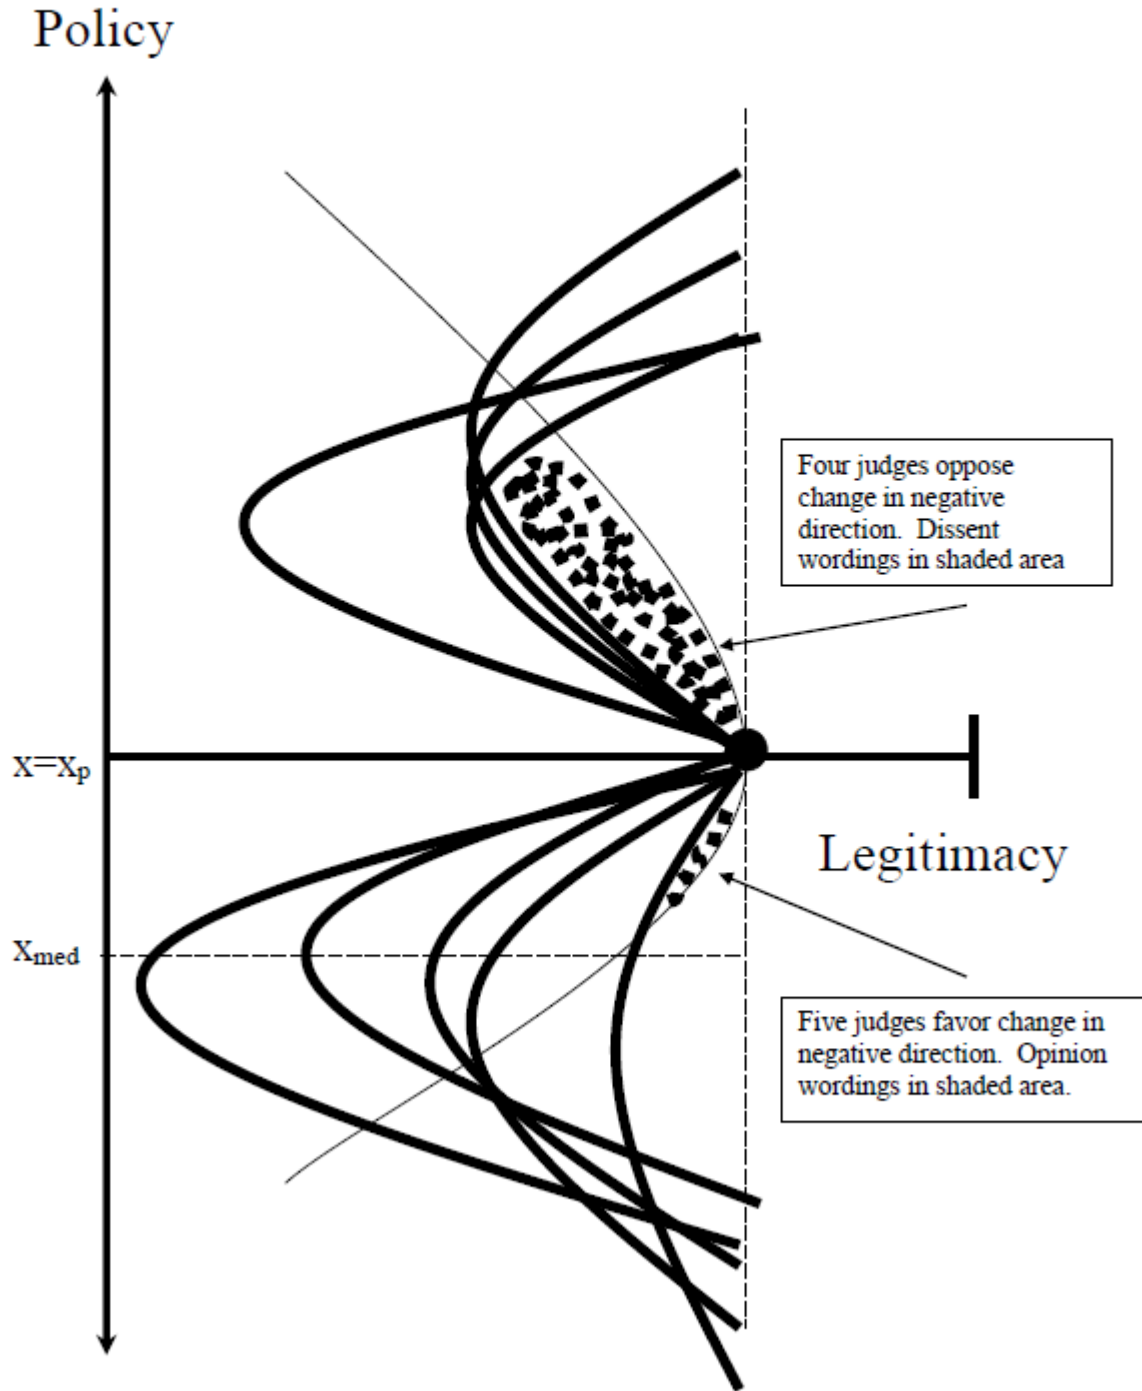 Policy
Four judges oppose
change in negative
direction. Dissent
wordings in shaded area
x=xp
Legitimacy
xmed
Five judges favor change in
negative direction. Opinion
wordings in shaded area.